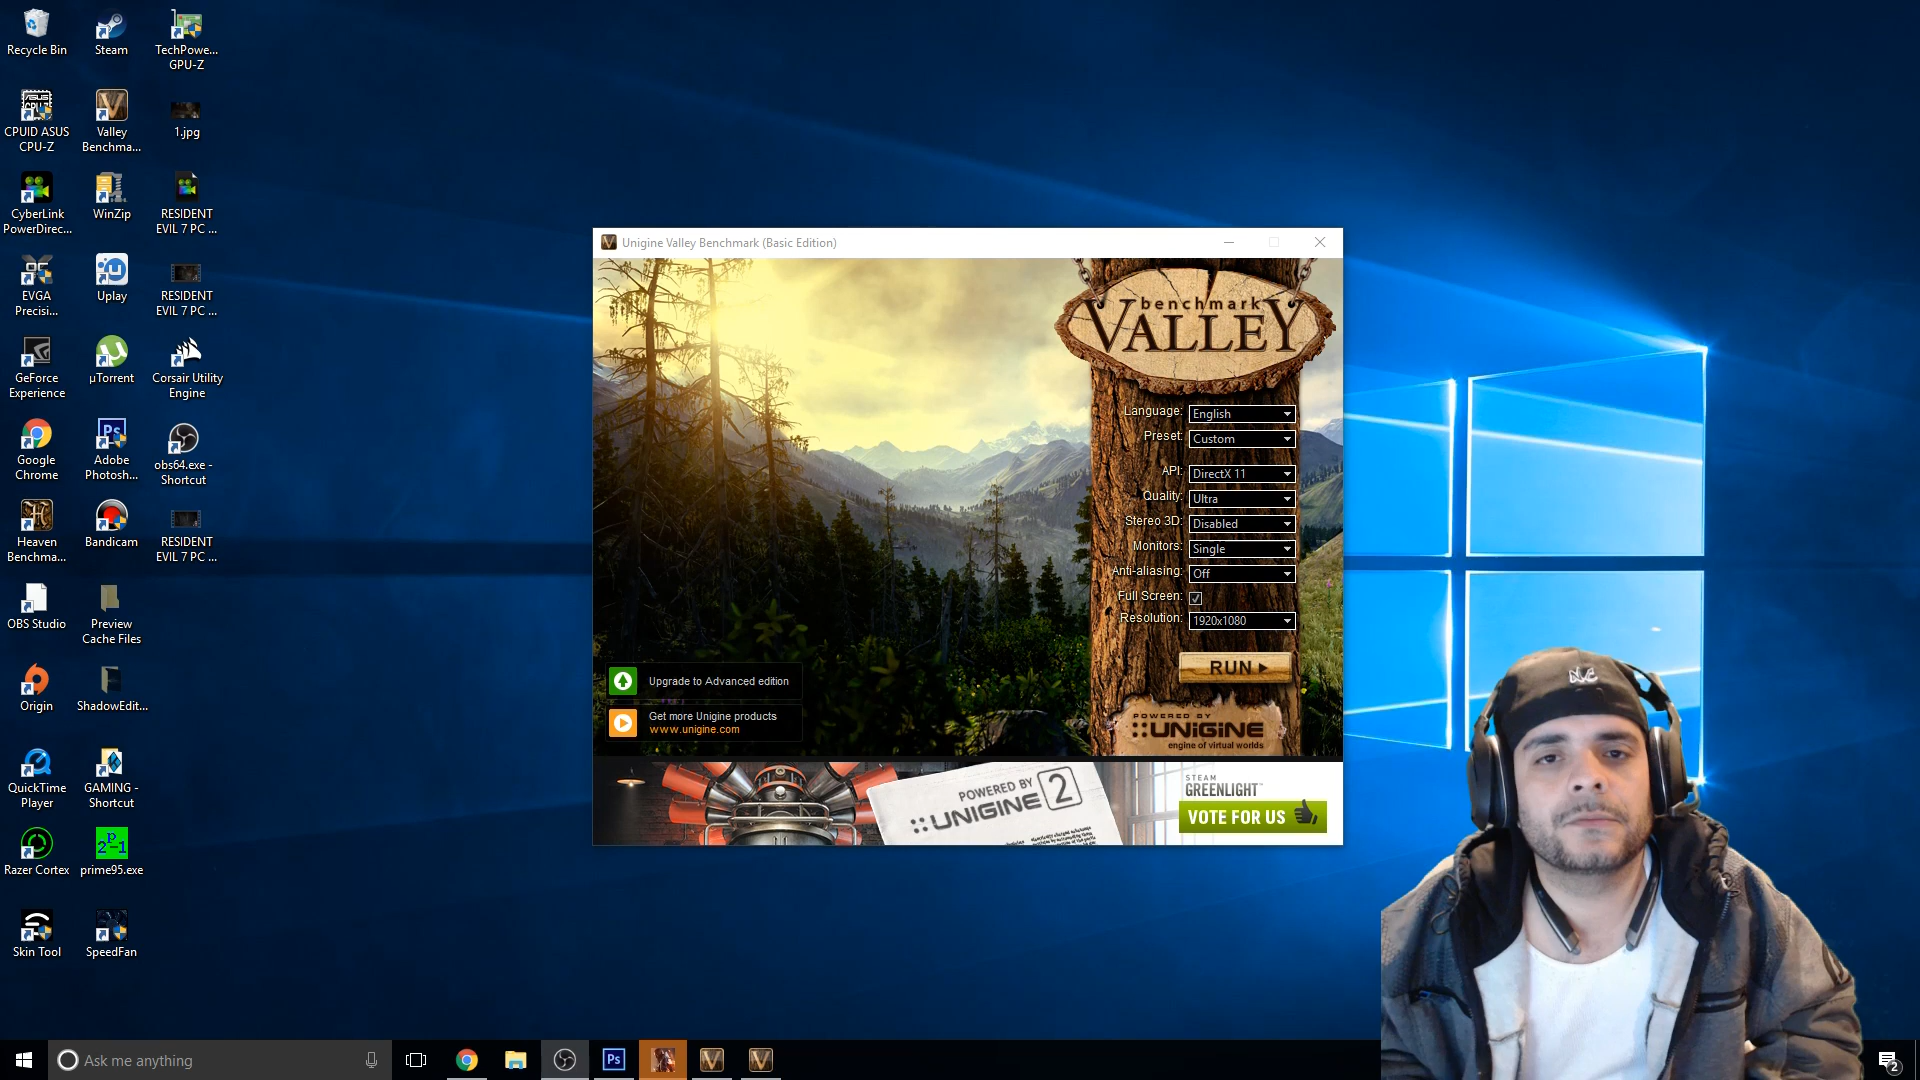 Recycle Bin
Steam
TechPowe...
GPU-Z
CPUID ASUS
CPU-Z
Valley
Benchma...
1.jpg
CyberLink
PowerDirec...
WinZip
RESIDENT
EVIL 7 PC ...
EVGA
Precisi...
Uplay
RESIDENT
EVIL 7 PC ...
GeForce
Experience
µTorrent
Corsair Utility
Engine
Google
Chrome
Adobe
Photosh...
obs64.exe -
Shortcut
Heaven
Benchma...
Bandicam
RESIDENT
EVIL 7 PC ...
OBS Studio
Preview
Cache Files
Origin
ShadowEdit...
QuickTime
Player
GAMING -
Shortcut
Razer Cortex
prime95.exe
Skin Tool
SpeedFan
Unigine Valley Benchmark (Basic Edition)
benchmark
VALLEY
Language: English
Preset: Custom
API: DirectX 11
Quality: Ultra
Stereo 3D: Disabled
Monitors: Single
Anti-aliasing: Off
Full Screen:
Resolution: 1920x1080
RUN
Upgrade to Advanced edition
Get more Unigine products
www.unigine.com
POWERED BY
UNIGINE
engine of virtual worlds
POWERED BY
UNIGINE 2
STEAM
GREENLIGHT™
VOTE FOR US
Ask me anything
Ps
2